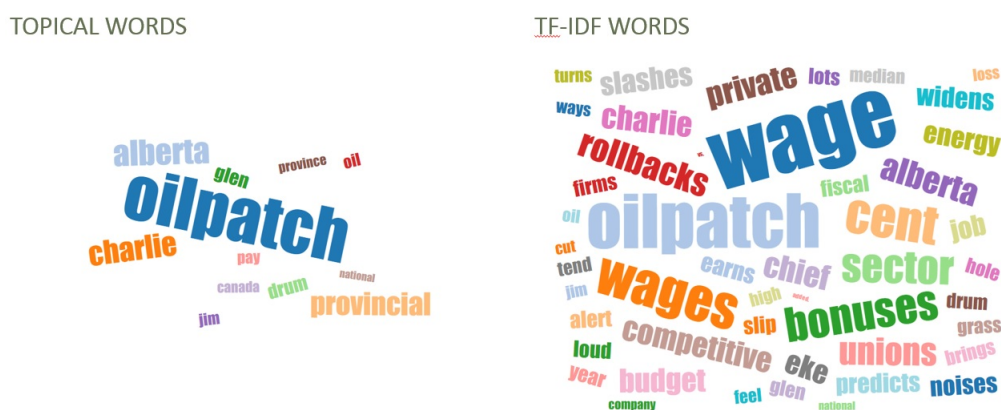 TOPICAL WORDS
TF-IDF WORDS
alberta
glen
province
oil
oilpatch
charlie
pay
national
canada
drum
provincial
jim
turns
slashes
private
lots
median
loss
ways
charlie
wage
widens
rollbacks
energy
firms
fiscal
alberta
oil
oilpatch
cent
job
cut
tend
earns
chief
sector
hole
jim
wages
high
bonuses
drum
alert
slip
grass
competitive
loud
eke
unions
brings
year
budget
feel
glen
predicts
noises
company
national